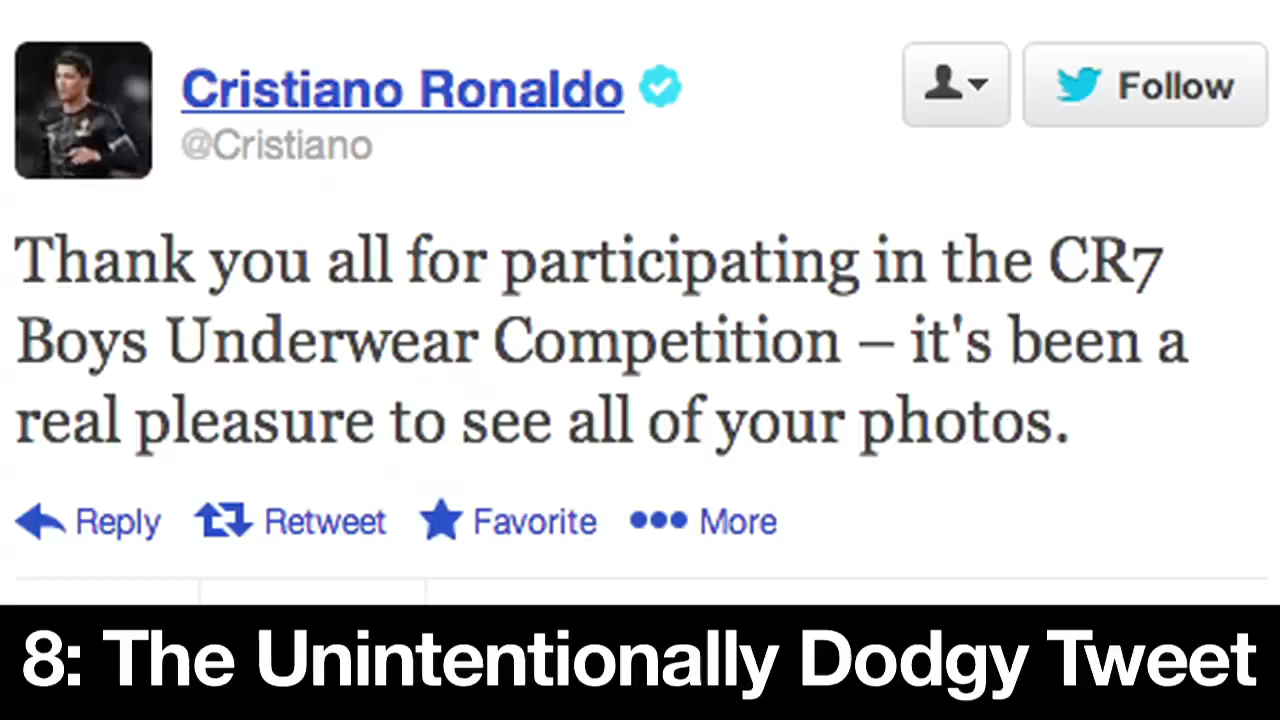 Cristiano Ronaldo
@Cristiano
Follow
Thank you all for participating in the CR7
Boys Underwear Competition – it's been a
real pleasure to see all of your photos.
Reply Retweet Favorite More
8: The Unintentionally Dodgy Tweet